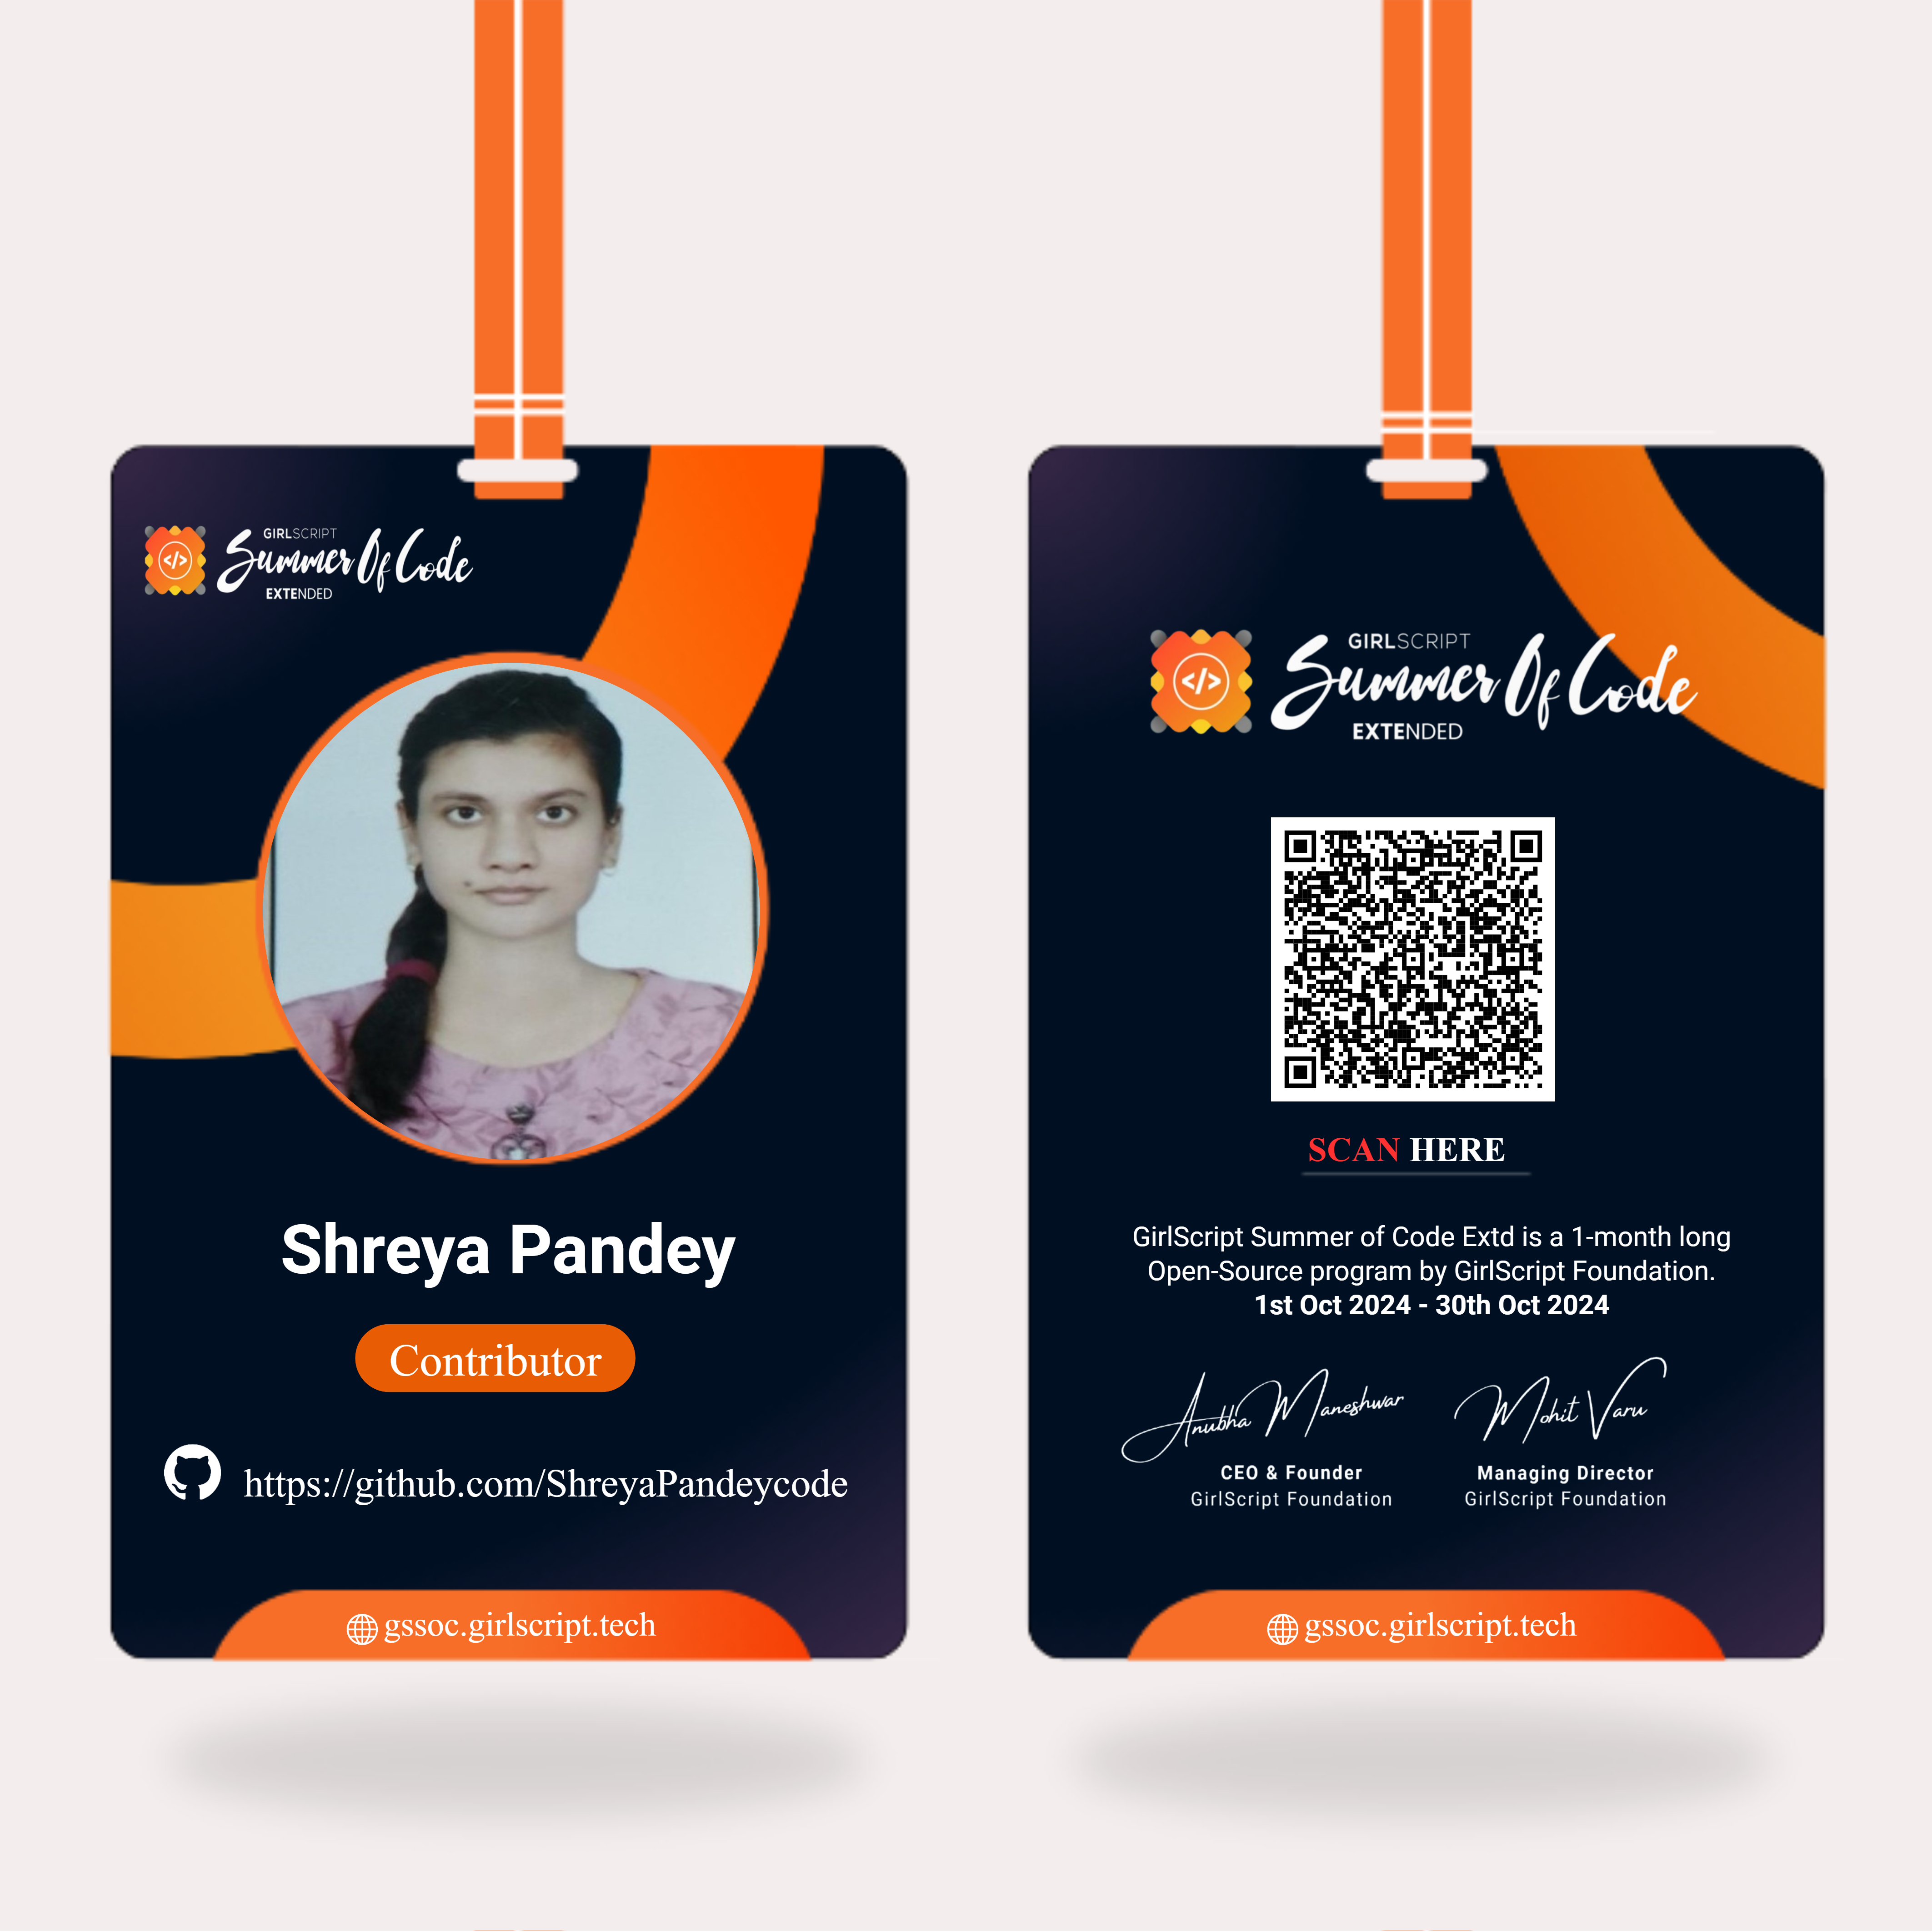 GIRLSCRIPT
Summer Of Code
EXTENDED
Shreya Pandey
Contributor
https://github.com/ShreyaPandeycode
gssoc.girlscript.tech
GIRLSCRIPT
Summer Of Code
EXTENDED
SCAN HERE
GirlScript Summer of Code Extd is a 1-month long
Open-Source program by GirlScript Foundation.
1st Oct 2024 - 30th Oct 2024
Anubha Maneshwar
CEO & Founder
GirlScript Foundation
Mohit Varu
Managing Director
GirlScript Foundation
gssoc.girlscript.tech